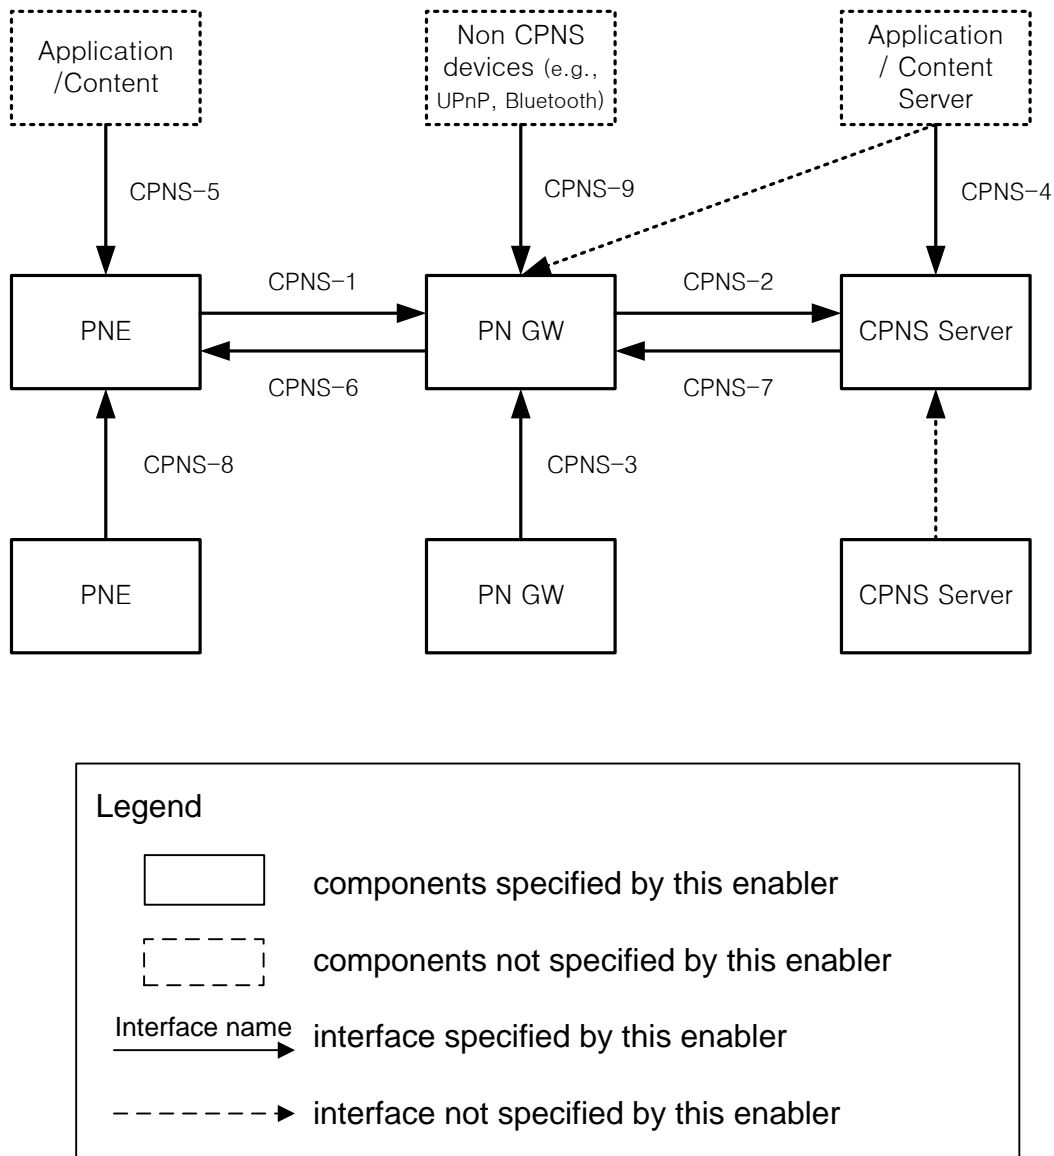 Application
/Content
Non CPNS
devices (e.g.,
UPnP, Bluetooth)
Application
/ Content
Server
CPNS-5
CPNS-9
CPNS-4
CPNS-1
CPNS-2
PNE
PN GW
CPNS Server
CPNS-6
CPNS-7
CPNS-8
CPNS-3
PNE
PN GW
CPNS Server
Legend
components specified by this enabler
components not specified by this enabler
Interface name
interface specified by this enabler
interface not specified by this enabler